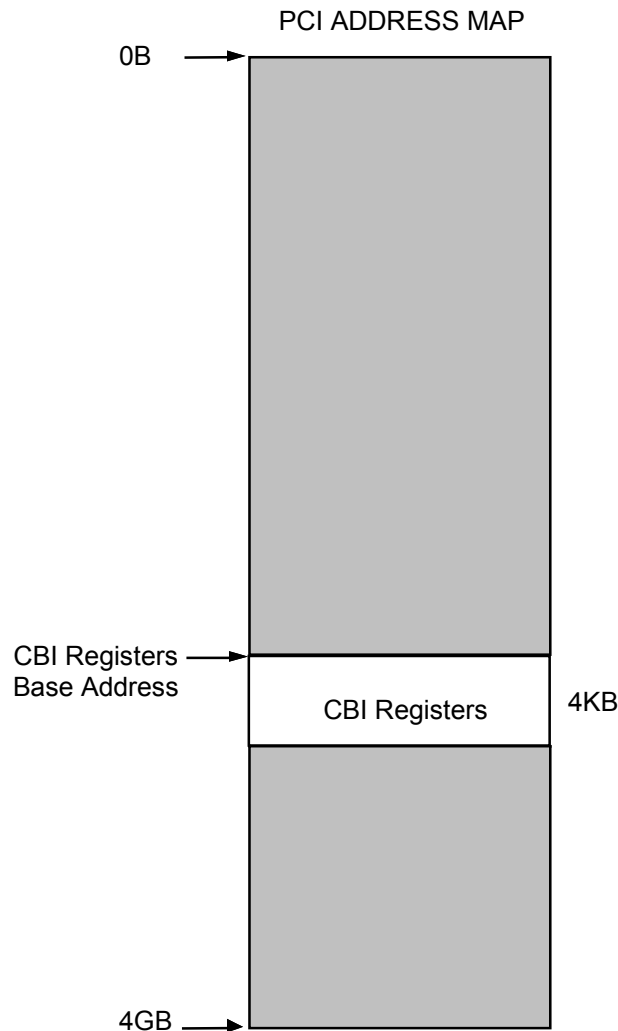 PCI ADDRESS MAP
0B
CBI Registers
Base Address
CBI Registers
4KB
4GB